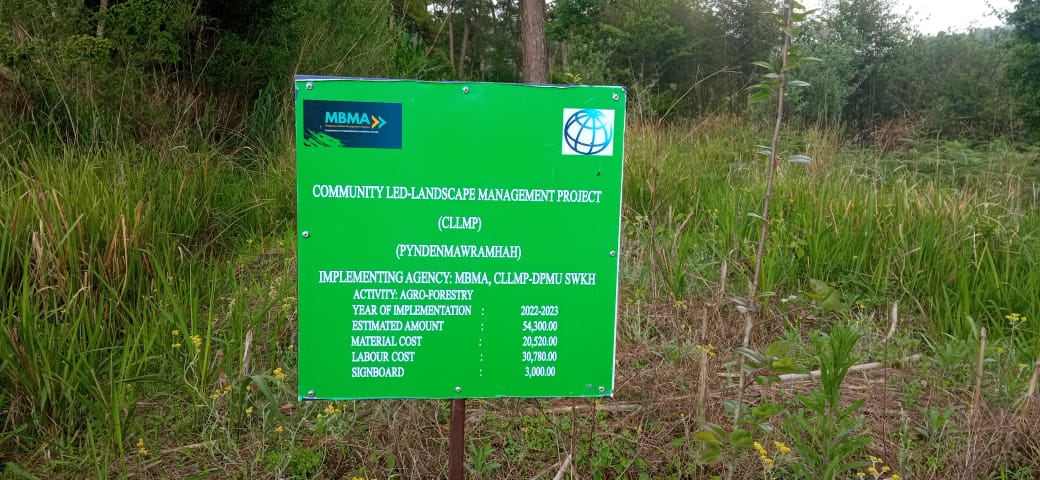 MBMA
COMMUNITY LED-LANDSCAPE MANAGEMENT PROJECT
(CLLMP)
(PYNDENMAWRAMHAH)
IMPLEMENTING AGENCY: MBMA, CLLMP-DPMU SWKH
ACTIVITY: AGRO-FORESTRY
YEAR OF IMPLEMENTATION : 2022-2023
ESTIMATED AMOUNT : 54,300.00
MATERIAL COST : 20,520.00
LABOUR COST : 30,780.00
SIGNBOARD : 3,000.00